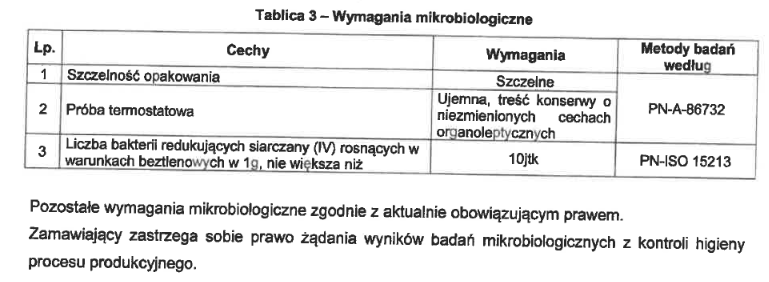 Tablica 3 – Wymagania mikrobiologiczne
Lp. Cechy Wymagania Metody badań według
1 Szczelność opakowania Szczelne
2 Próba termostatowa Ujemna, treść konserwy o
niezmienionych cechach
organoleptycznych
PN-A-86732
3 Liczba bakterii redukujących siarczany (IV) rosnących w
warunkach beztlenowych w 1g, nie większa niż
10jtk PN-ISO 15213
Pozostałe wymagania mikrobiologiczne zgodnie z aktualnie obowiązującym prawem.
Zamawiający zastrzega sobie prawo żądania wyników badań mikrobiologicznych z kontroli higieny
procesu produkcyjnego.